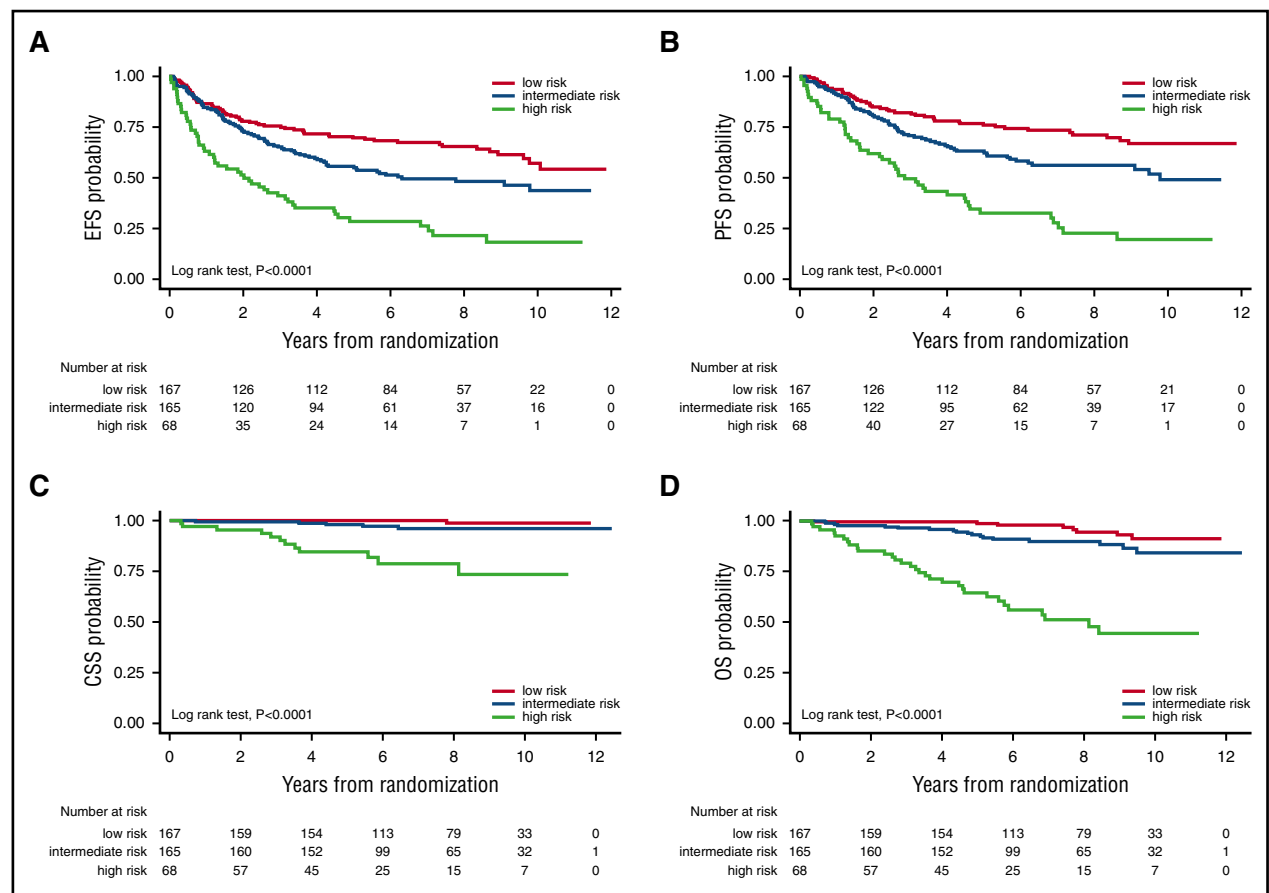 A
EFS probability
1.00
0.75
0.50
0.25
0.00
low risk
intermediate risk
high risk
Log rank test, P<0.0001
0 2 4 6 8 10 12
Years from randomization
Number at risk
low risk 167 126 112 84 57 22 0
intermediate risk 165 120 94 61 37 16 0
high risk 68 35 24 14 7 1 0
B
PFS probability
1.00
0.75
0.50
0.25
0.00
low risk
intermediate risk
high risk
Log rank test, P<0.0001
0 2 4 6 8 10 12
Years from randomization
Number at risk
low risk 167 126 112 84 57 21 0
intermediate risk 165 122 95 62 39 17 0
high risk 68 40 27 15 7 1 0
C
CSS probability
1.00
0.75
0.50
0.25
0.00
low risk
intermediate risk
high risk
Log rank test, P<0.0001
0 2 4 6 8 10 12
Years from randomization
Number at risk
low risk 167 159 154 113 79 33 0
intermediate risk 165 160 152 99 65 32 1
high risk 68 57 45 25 15 7 0
D
OS probability
1.00
0.75
0.50
0.25
0.00
low risk
intermediate risk
high risk
Log rank test, P<0.0001
0 2 4 6 8 10 12
Years from randomization
Number at risk
low risk 167 159 154 113 79 33 0
intermediate risk 165 160 152 99 65 32 1
high risk 68 57 45 25 15 7 0